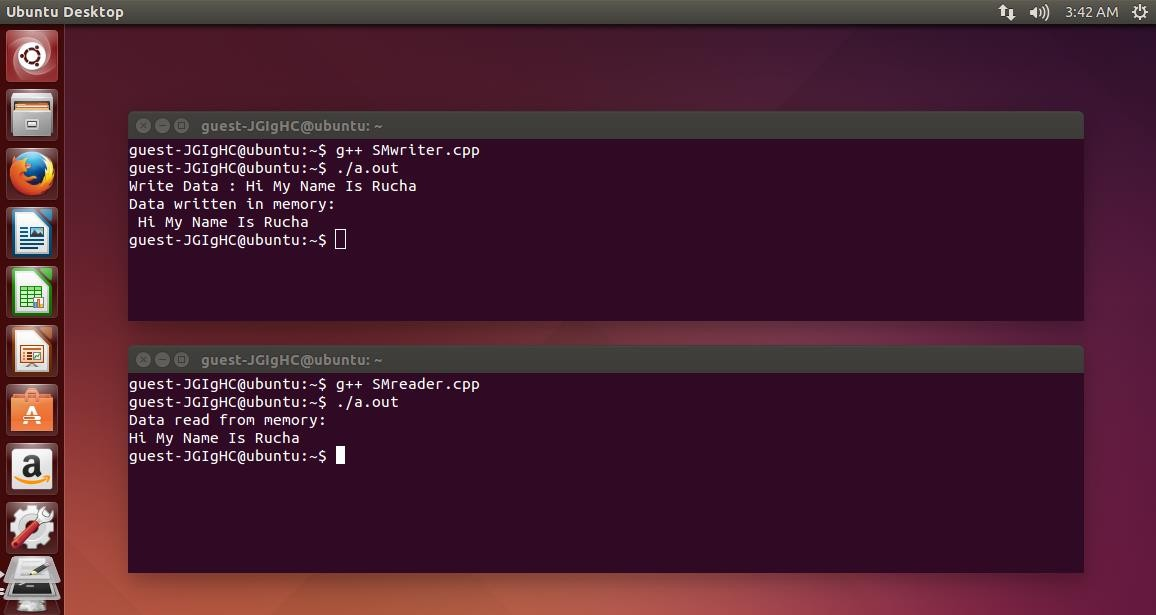 Ubuntu Desktop
3:42 AM
guest-JGIgHC@ubuntu: ~
guest-JGIgHC@ubuntu:~$ g++ SMwriter.cpp
guest-JGIgHC@ubuntu:~$ ./a.out
Write Data : Hi My Name Is Rucha
Data written in memory:
 Hi My Name Is Rucha
guest-JGIgHC@ubuntu:~$
guest-JGIgHC@ubuntu: ~
guest-JGIgHC@ubuntu:~$ g++ SMreader.cpp
guest-JGIgHC@ubuntu:~$ ./a.out
Data read from memory:
Hi My Name Is Rucha
guest-JGIgHC@ubuntu:~$